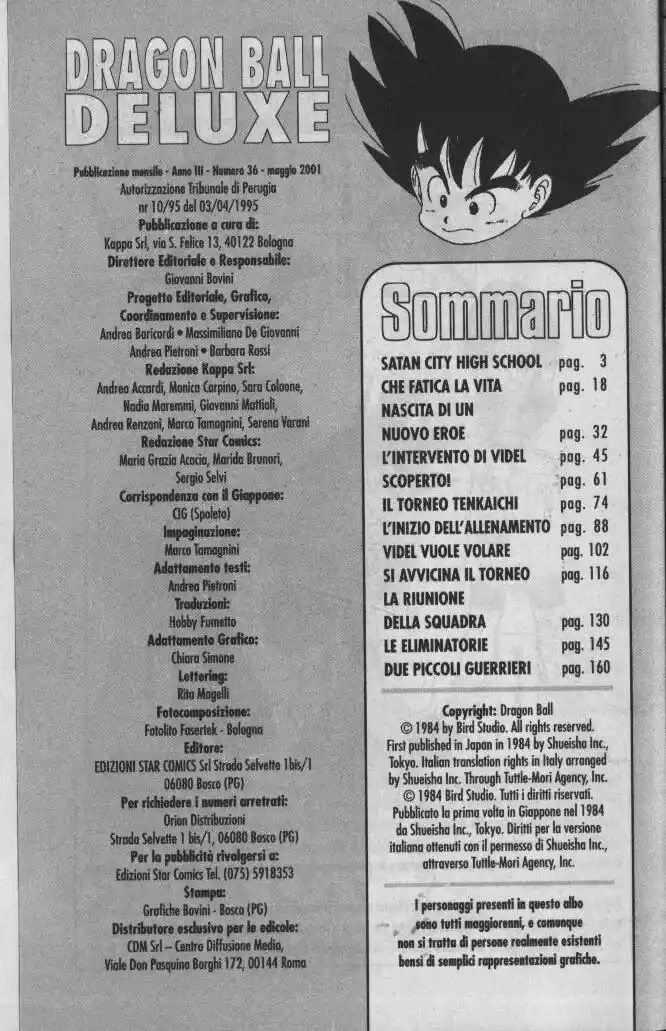 DRAGON BALL
DELUXE
Pubblicazione mensile - Anno III - Numero 36 - maggio 2001
Autorizzazione Tribunale di Perugia
nr 10/95 del 03/04/1995
Pubblicazione a cura di:
Kappa Srl, via S. Felice 13, 40122 Bologna
Direttore Editoriale e Responsabile:
Giovanni Bovini
Progetto Editoriale, Grafico,
Coordinamento e Supervisione:
Andrea Baricordi • Massimiliano De Giovanni
Andrea Pietroni • Barbara Rossi
Redazione Kappa Srl:
Andrea Accardi, Monica Carpino, Sara Colaone,
Nadia Maremmi, Giovanni Mattioli,
Andrea Renzoni, Marco Tamagnini, Serena Varani
Redazione Star Comics:
Maria Grazia Acacia, Marida Brunori,
Sergio Selvi
Corrispondenza con il Giappone:
CIG (Spoleto)
Impaginazione:
Marco Tamagnini
Adattamento testi:
Andrea Pietroni
Traduzioni:
Hobby Fumetto
Adattamento Grafico:
Chiara Simone
Lettering:
Rita Magelli
Fotocomposizione:
Fotolito Fasertek - Bologna
Editore:
EDIZIONI STAR COMICS Srl Strada Selvette 1bis/1
06080 Bosco (PG)
Per richiedere i numeri arretrati:
Orion Distribuzioni
Strada Selvette 1 bis/1, 06080 Bosco (PG)
Per la pubblicità rivolgersi a:
Edizioni Star Comics Tel. (075) 5918353
Stampa:
Grafiche Bovini - Bosco (PG)
Distributore esclusivo per le edicole:
CDM Srl – Centro Diffusione Media,
Viale Don Pasquino Borghi 172, 00144 Roma
Sommario
SATAN CITY HIGH SCHOOL pag. 3
CHE FATICA LA VITA pag. 18
NASCITA DI UN
NUOVO EROE pag. 32
L'INTERVENTO DI VIDEL pag. 45
SCOPERTO! pag. 61
IL TORNEO TENKAICHI pag. 74
L'INIZIO DELL'ALLENAMENTO pag. 88
VIDEL VUOLE VOLARE pag. 102
SI AVVICINA IL TORNEO pag. 116
LA RIUNIONE
DELLA SQUADRA pag. 130
LE ELIMINATORIE pag. 145
DUE PICCOLI GUERRIERI pag. 160
Copyright: Dragon Ball
© 1984 by Bird Studio. All rights reserved.
First published in Japan in 1984 by Shueisha Inc.,
Tokyo. Italian translation rights in Italy arranged
by Shueisha Inc. Through Tuttle-Mori Agency, Inc.
© 1984 Bird Studio. Tutti i diritti riservati.
Pubblicato la prima volta in Giappone nel 1984
da Shueisha Inc., Tokyo. Diritti per la versione
italiana ottenuti con il permesso di Shueisha Inc.,
attraverso Tuttle-Mori Agency, Inc.
I personaggi presenti in questo albo
sono tutti maggiorenni, e comunque
non si tratta di persone realmente esistenti
bensì di semplici rappresentazioni grafiche.